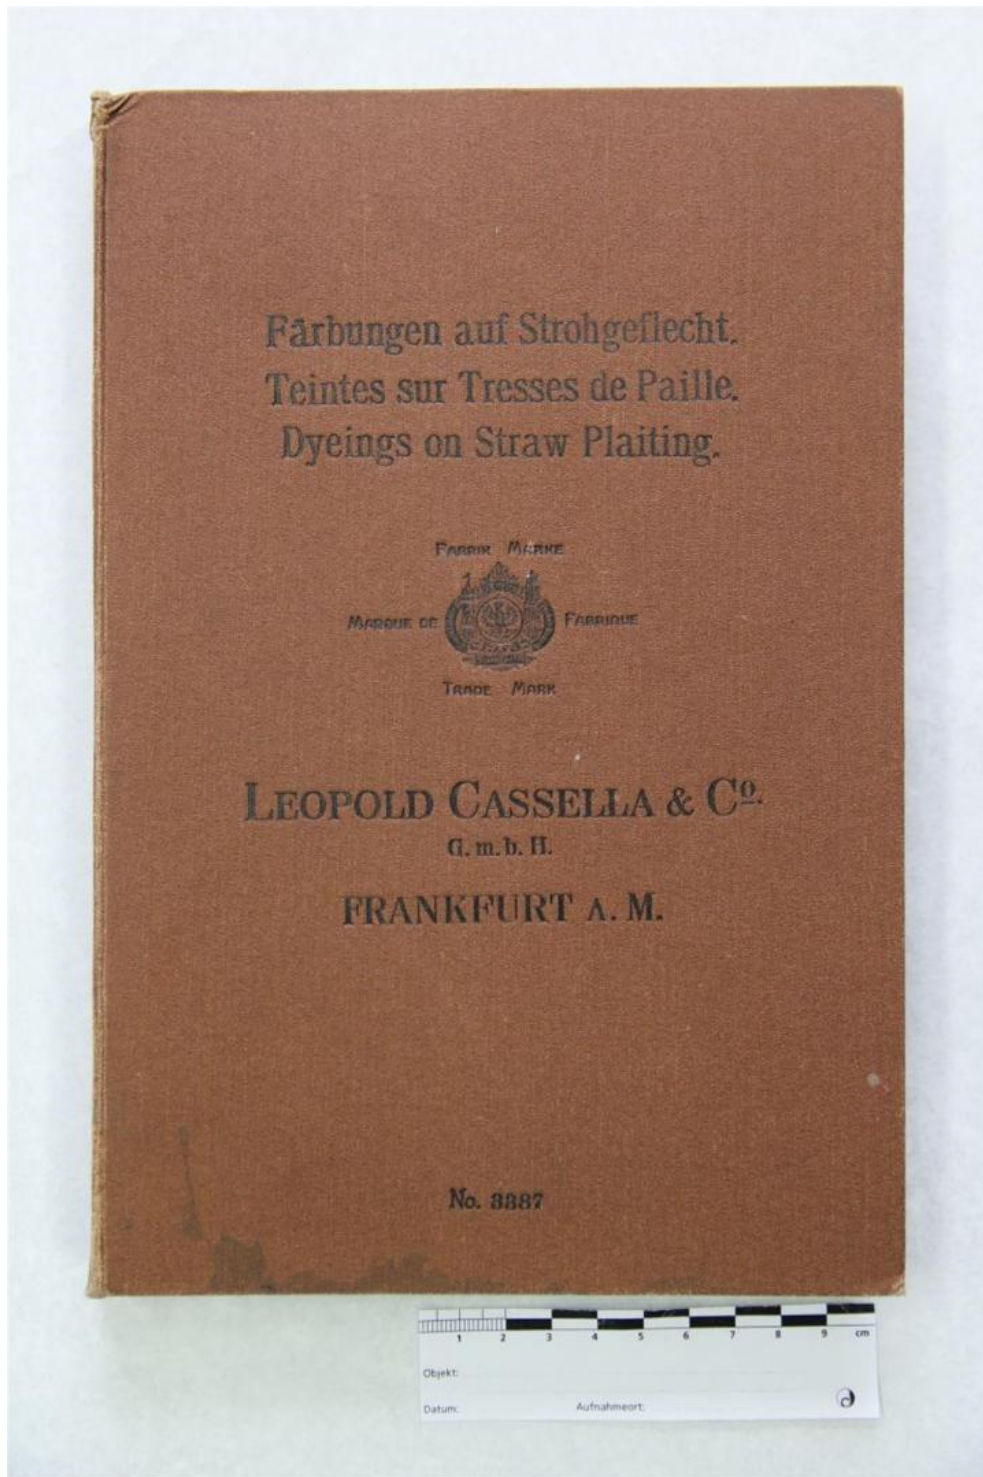 Färbungen auf Strohgeflecht.
Teintes sur Tresses de Paille.
Dyeings on Straw Plaiting.
FABRIK MARKE
MARQUE DE FABRIQUE
TRADE MARK
LEOPOLD CASSELLA & Cº.
G. m. b. H.
FRANKFURT A. M.
No. 3387
1 2 3 4 5 6 7 8 9 cm
Objekt:
Datum: Aufnahmeort: